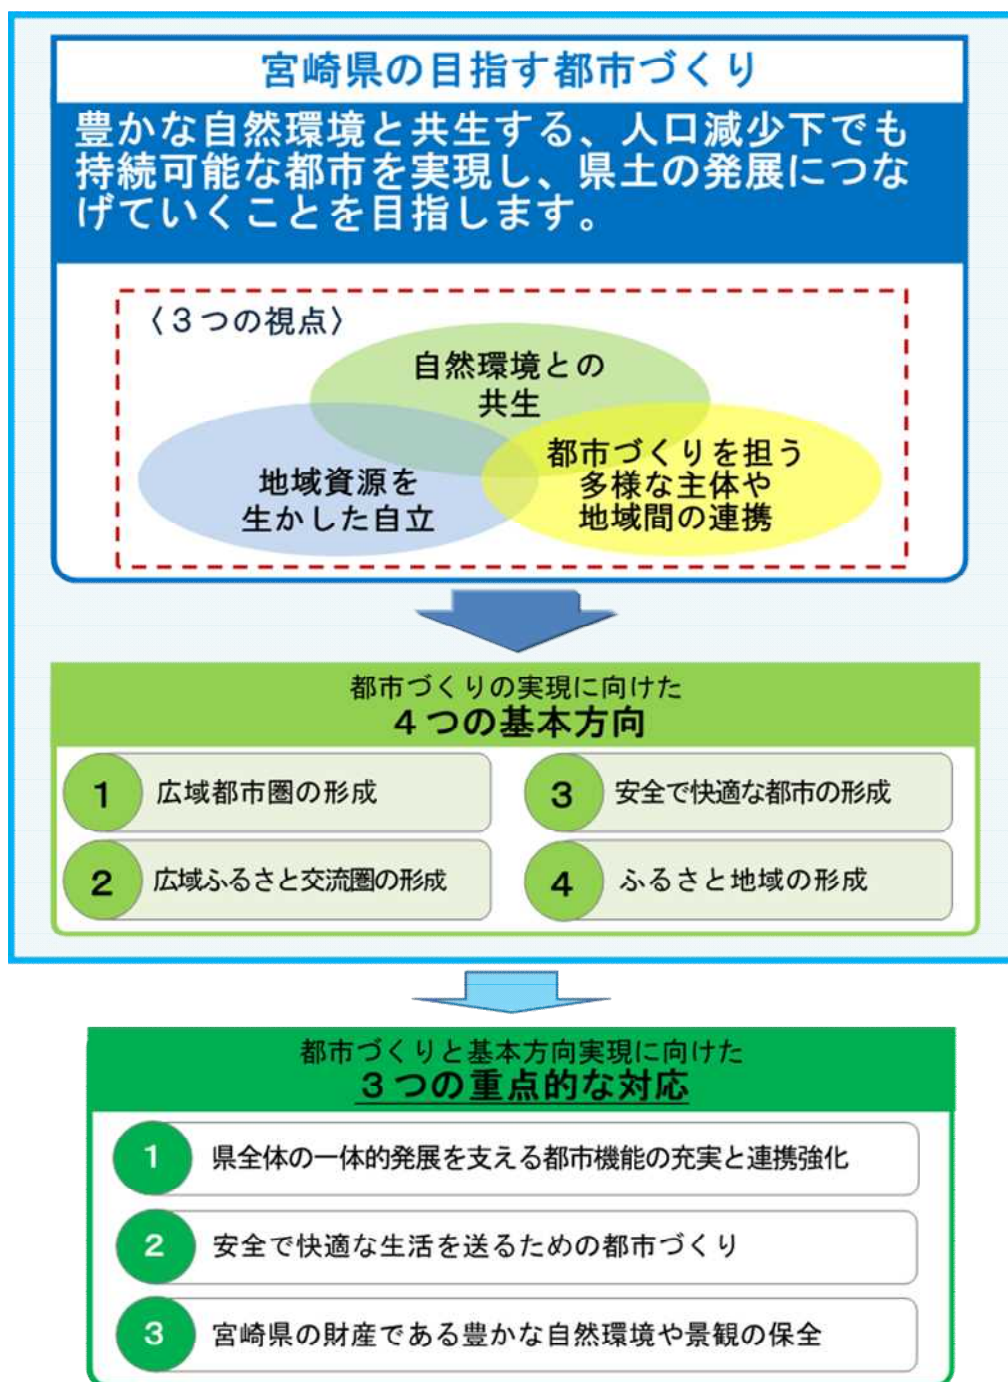 宮崎県の目指す都市づくり
豊かな自然環境と共生する、人口減少下でも
持続可能な都市を実現し、県土の発展につな
げていくことを目指します。
〈３つの視点〉
自然環境との
共生
地域資源を
生かした自立
都市づくりを担う
多様な主体や
地域間の連携
都市づくりの実現に向けた
４つの基本方向
1 広域都市圏の形成
2 広域ふるさと交流圏の形成
3 安全で快適な都市の形成
4 ふるさと地域の形成
都市づくりと基本方向実現に向けた
３つの重点的な対応
1 県全体の一体的発展を支える都市機能の充実と連携強化
2 安全で快適な生活を送るための都市づくり
3 宮崎県の財産である豊かな自然環境や景観の保全